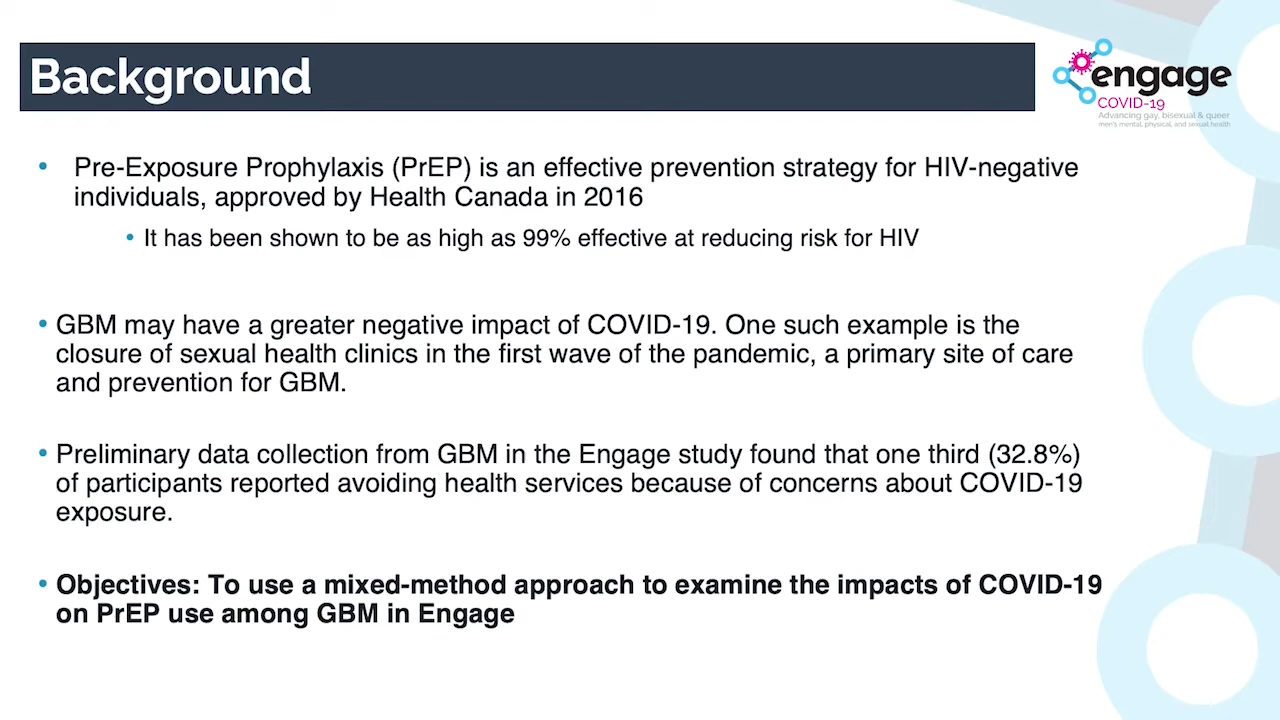 Background
engage
COVID-19
Advancing gay, bisexual & queer
men's mental, physical, and sexual health
• Pre-Exposure Prophylaxis (PrEP) is an effective prevention strategy for HIV-negative
individuals, approved by Health Canada in 2016
• It has been shown to be as high as 99% effective at reducing risk for HIV
• GBM may have a greater negative impact of COVID-19. One such example is the
closure of sexual health clinics in the first wave of the pandemic, a primary site of care
and prevention for GBM.
• Preliminary data collection from GBM in the Engage study found that one third (32.8%)
of participants reported avoiding health services because of concerns about COVID-19
exposure.
• Objectives: To use a mixed-method approach to examine the impacts of COVID-19
on PrEP use among GBM in Engage